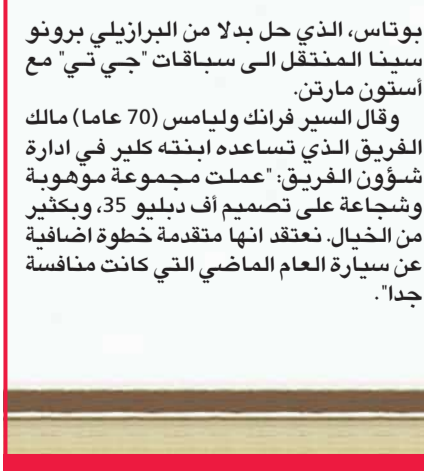 بوتاس، الذي حل بدلا من البرازيلي برونو
سينا المنتقل الى سباقات "جي تي" مع
أستون مارتن.
وقال السير فرانك وليامس (70 عاما) مالك
الفريق الذي تساعده ابنته كلير في ادارة
شؤون الفريق: "عملت مجموعة موهوبة
وشجاعة على تصميم أف دبليو 35، وبكثير
من الخيال. نعتقد انها متقدمة خطوة اضافية
عن سيارة العام الماضي التي كانت منافسة
جدا".